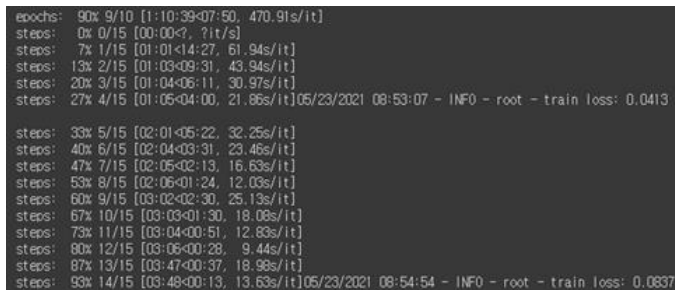 epochs: 90% 9/10 [1:10:39<07:50, 470.91s/it]
steps: 0% 0/15 [00:00<?, ?it/s]
steps: 7% 1/15 [01:01<14:27, 61.94s/it]
steps: 13% 2/15 [01:03<09:31, 43.94s/it]
steps: 20% 3/15 [01:04<06:11, 30.97s/it]
steps: 27% 4/15 [01:05<04:00, 21.86s/it]05/23/2021 08:53:07 - INFO - root - train loss: 0.0413
steps: 33% 5/15 [02:01<05:22, 32.25s/it]
steps: 40% 6/15 [02:04<03:31, 23.46s/it]
steps: 47% 7/15 [02:05<02:13, 16.63s/it]
steps: 53% 8/15 [02:06<01:24, 12.03s/it]
steps: 60% 9/15 [03:02<02:30, 25.13s/it]
steps: 67% 10/15 [03:03<01:30, 18.08s/it]
steps: 73% 11/15 [03:04<00:51, 12.83s/it]
steps: 80% 12/15 [03:06<00:28, 9.44s/it]
steps: 87% 13/15 [03:47<00:37, 18.98s/it]
steps: 93% 14/15 [03:48<00:13, 13.63s/it]05/23/2021 08:54:54 - INFO - root - train loss: 0.0837